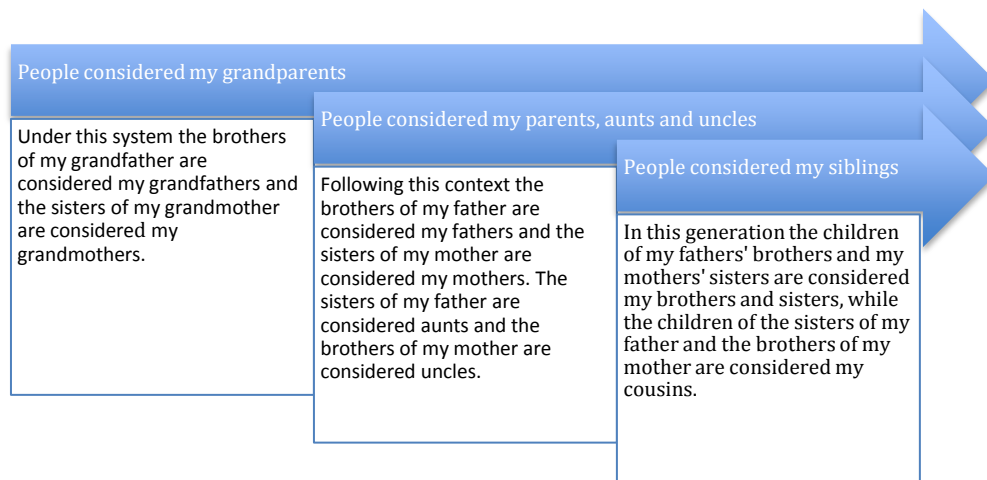 People considered my grandparents
Under this system the brothers
of my grandfather are
considered my grandfathers and
the sisters of my grandmother
are considered my
grandmothers.
People considered my parents, aunts and uncles
Following this context the
brothers of my father are
considered my fathers and the
sisters of my mother are
considered my mothers. The
sisters of my father are
considered aunts and the
brothers of my mother are
considered uncles.
People considered my siblings
In this generation the children
of my fathers' brothers and my
mothers' sisters are considered
my brothers and sisters, while
the children of the sisters of my
father and the brothers of my
mother are considered my
cousins.